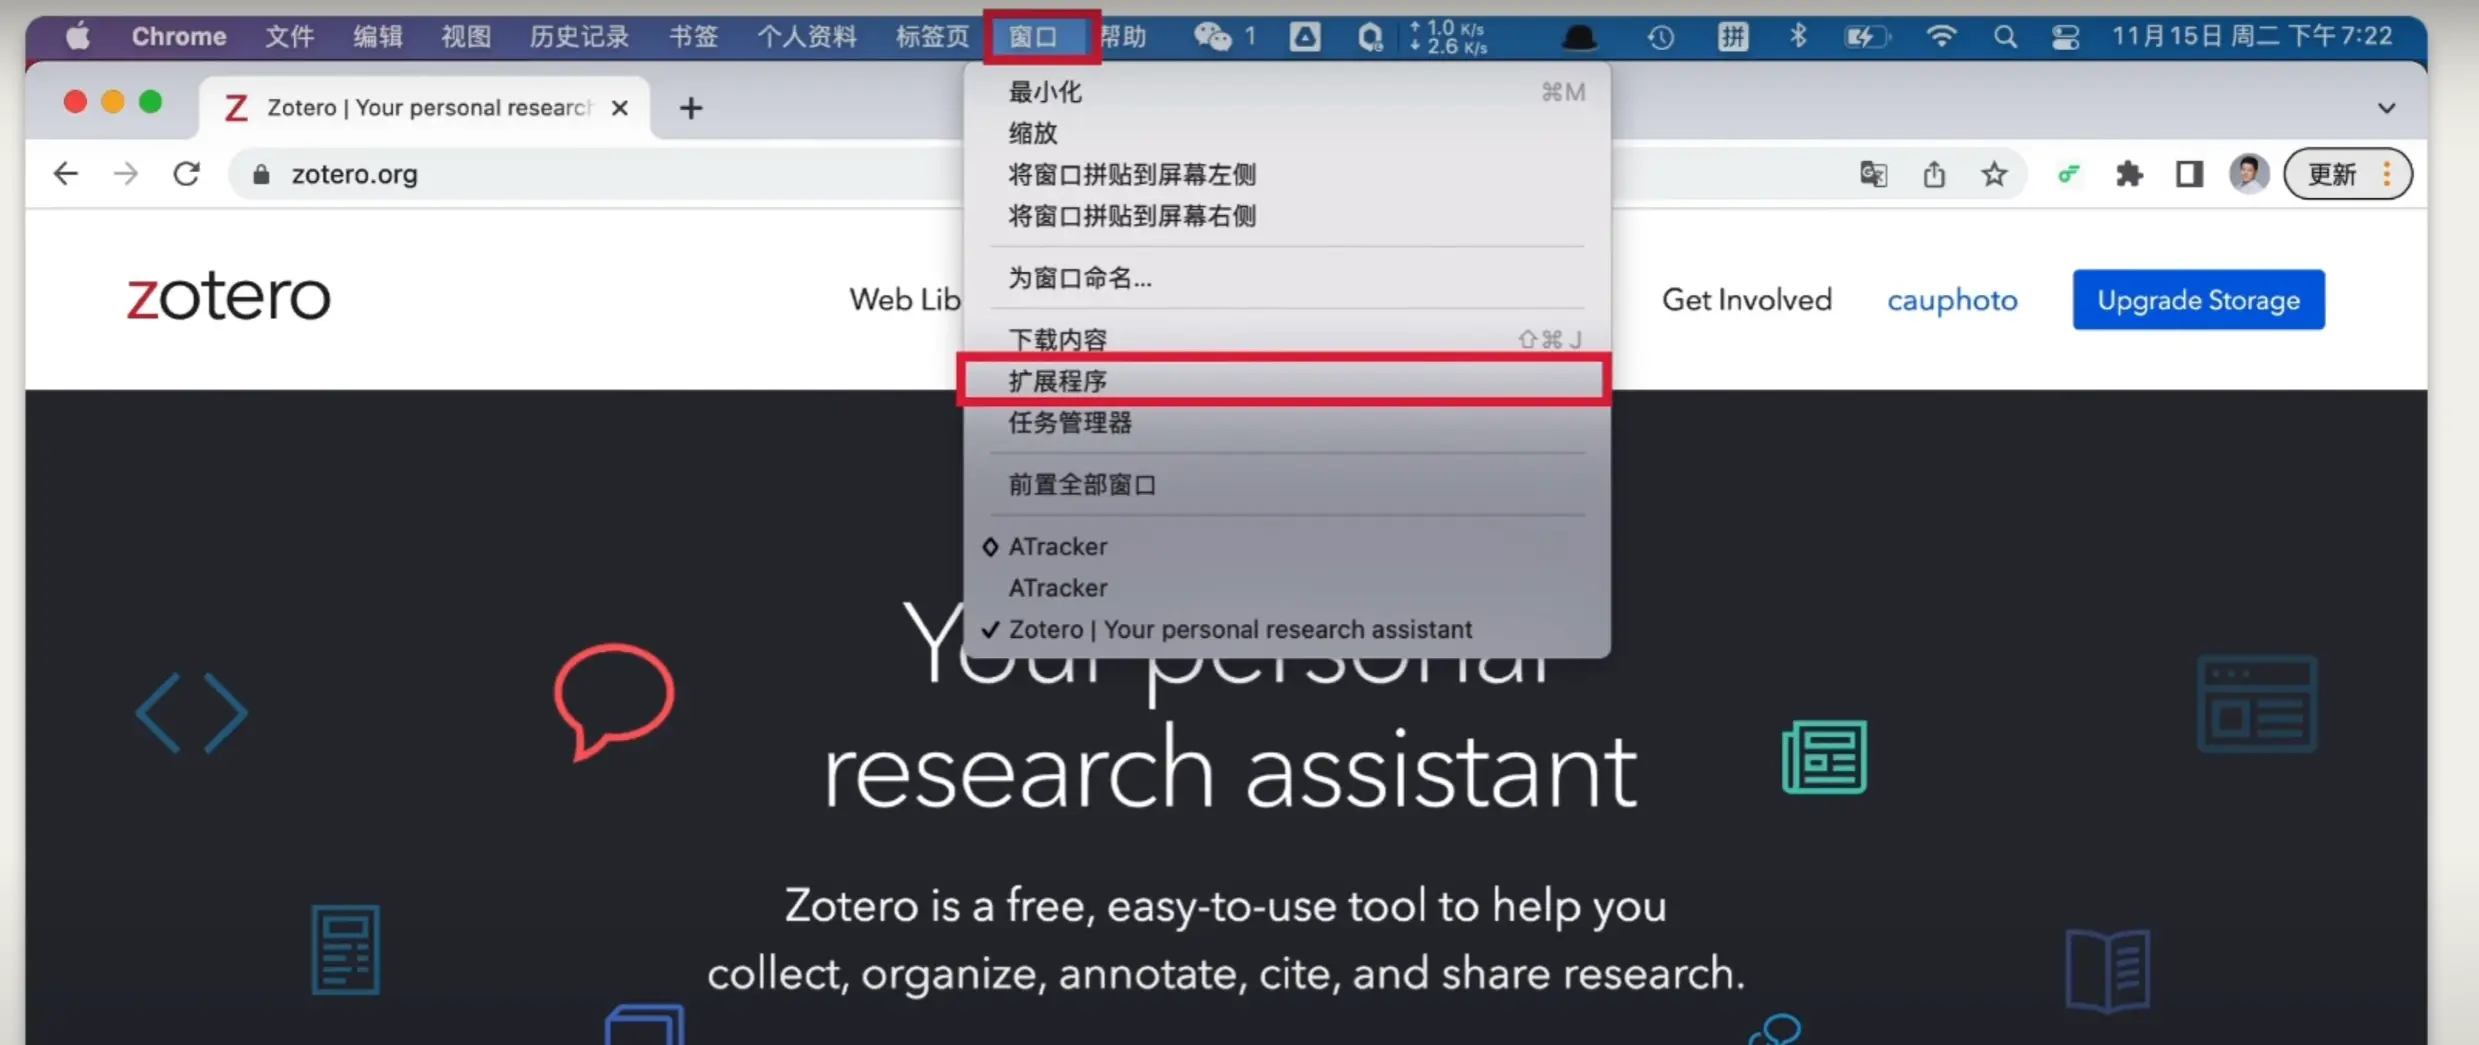 Chrome 文件 编辑 视图 历史记录 书签 个人资料 标签页 窗口 帮助 1 1.0 K/s 拼 11月15日 周二 下午7:22
2.6 K/s
Zotero | Your personal research
zotero.org 更新
最小化 ⌘M
缩放
将窗口拼贴到屏幕左侧
将窗口拼贴到屏幕右侧
为窗口命名...
下载内容 ⇧⌘J
扩展程序
任务管理器
前置全部窗口
ATracker
ATracker
Zotero | Your personal research assistant
zotero Web Lib Get Involved cauphoto Upgrade Storage
Your personal
research assistant
Zotero is a free, easy-to-use tool to help you
collect, organize, annotate, cite, and share research.